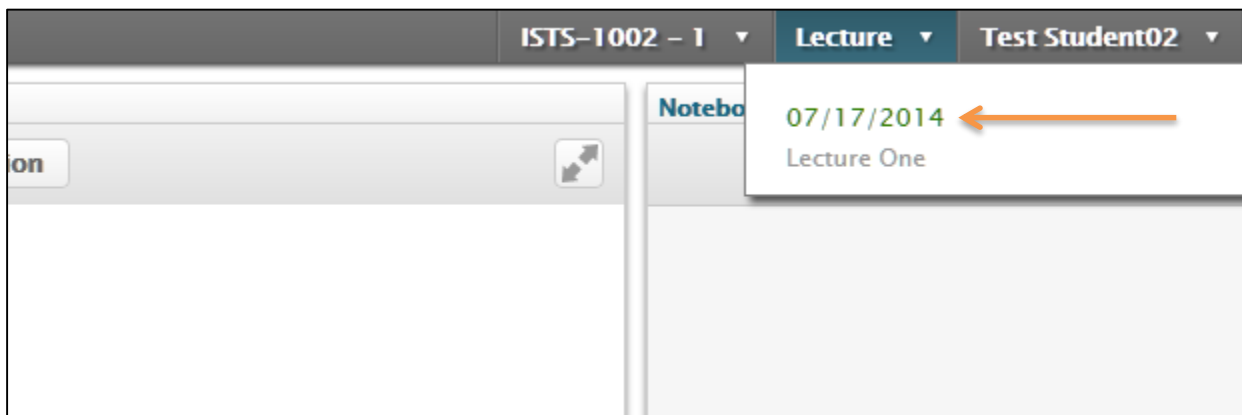 ISTS-1002 - 1 ▼ Lecture ▼ Test Student02 ▼
Notebo
07/17/2014
Lecture One
ion